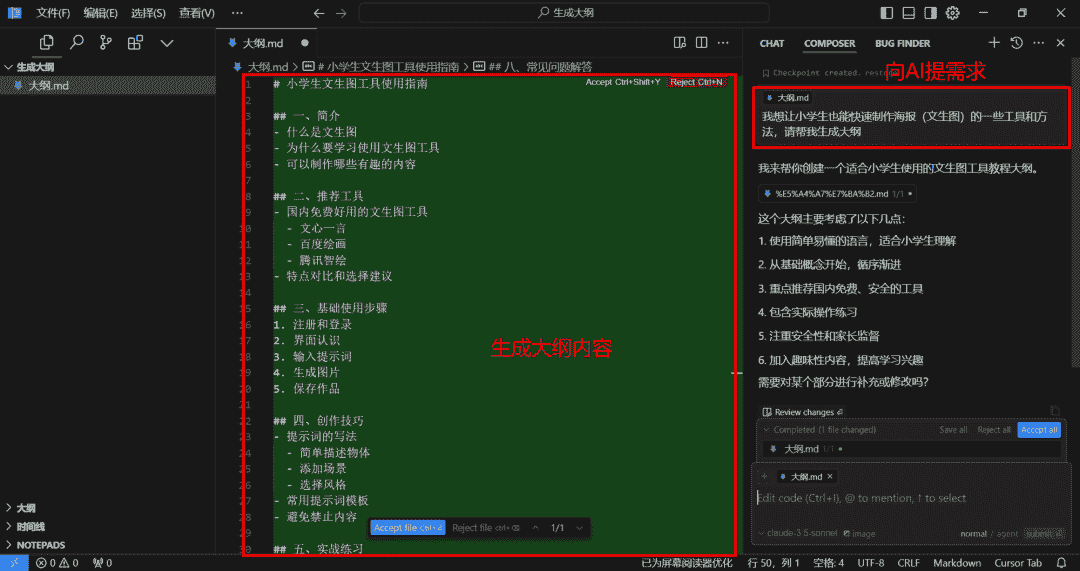 文件(F) 编辑(E) 选择(S) 查看(V) ··· 生成大纲
生成大纲
大纲.md
大纲
时间线
NOTEPADS
大纲.md
大纲.md > # 小学生文生图工具使用指南 > ## 八、常见问题解答
Accept Ctrl+Shift+Y Reject Ctrl+N
1 # 小学生文生图工具使用指南
2
3 ## 一、简介
4 - 什么是文生图
5 - 为什么要学习使用文生图工具
6 - 可以制作哪些有趣的内容
7
8 ## 二、推荐工具
9 - 国内免费好用的文生图工具
10 - 文心一言
11 - 百度绘画
12 - 腾讯智绘
13 - 特点对比和选择建议
14
15 ## 三、基础使用步骤
16 1. 注册和登录
17 2. 界面认识
18 3. 输入提示词
19 4. 生成图片
20 5. 保存作品
21
22 ## 四、创作技巧
23 - 提示词的写法
24 - 简单描述物体
25 - 添加场景
26 - 选择风格
27 - 常用提示词模板
28 - 避免禁止内容
29
30 ## 五、实战练习
生成大纲内容
Accept file Reject file 1/1
CHAT COMPOSER BUG FINDER
Checkpoint created.
向AI提需求
大纲.md
我想让小学生也能快速制作海报（文生图）的一些工具和方
法，请帮我生成大纲
我来帮你创建一个适合小学生使用的文生图工具教程大纲。
%E5%A4%A7%E7%BA%B2.md 1/1 •
这个大纲主要考虑了以下几点：
1. 使用简单易懂的语言，适合小学生理解
2. 从基础概念开始，循序渐进
3. 重点推荐国内免费、安全的工具
4. 包含实际操作练习
5. 注重安全性和家长监督
6. 加入趣味性内容，提高学习兴趣
需要对某个部分进行补充或修改吗？
Review changes
Completed (1 file changed) Save all Reject all Accept all
大纲.md 1/1 •
+ 大纲.md ×
Edit code (Ctrl+I), @ to mention, ↑ to select
claude-3.5-sonnet image normal / agent submit
0 0 0 已为屏幕阅读器优化 行 50，列 1 空格: 4 UTF-8 CRLF Markdown Cursor Tab